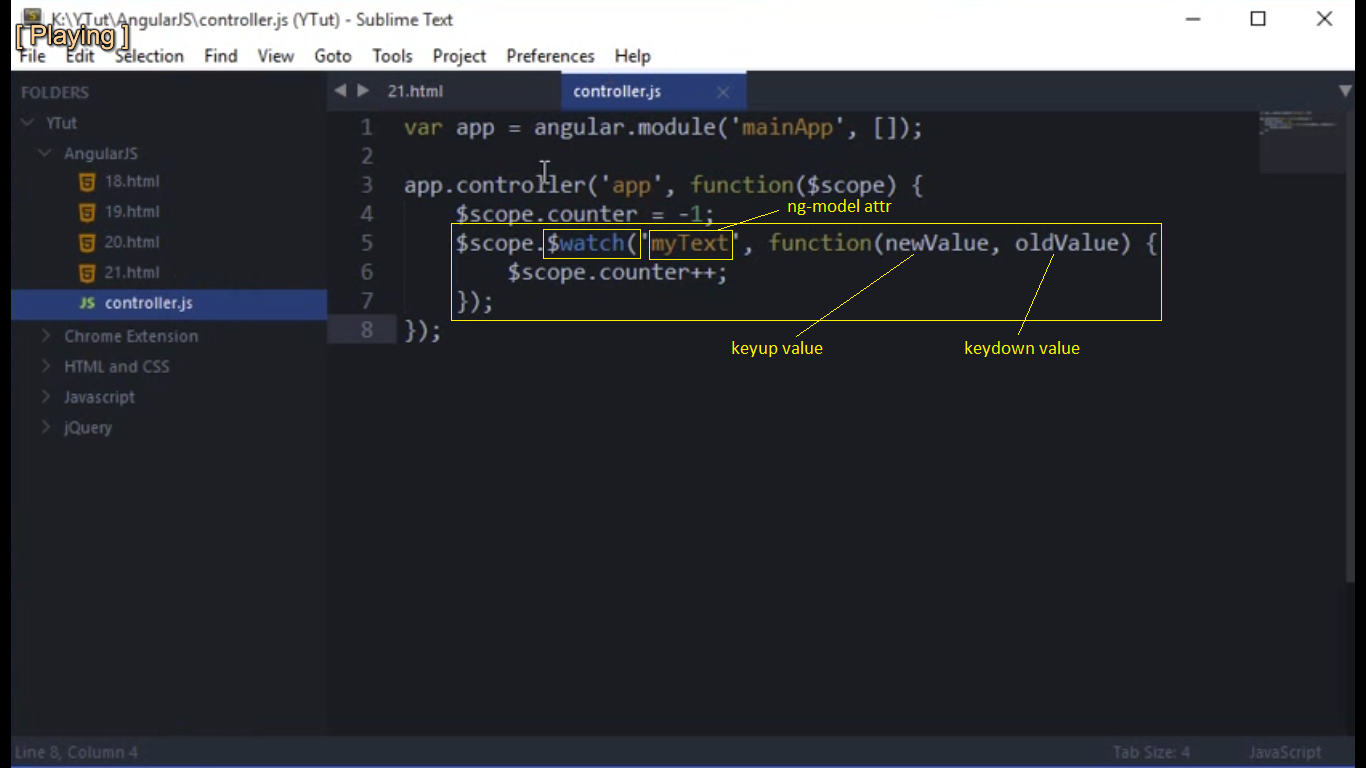 K:\YTut\AngularJS\controller.js (YTut) - Sublime Text
[ Playing ]
File Edit Selection Find View Goto Tools Project Preferences Help
FOLDERS
YTut
AngularJS
18.html
19.html
20.html
21.html
JS controller.js
Chrome Extension
HTML and CSS
Javascript
jQuery
21.html
controller.js
1 var app = angular.module('mainApp', []);
2
3 app.controller('app', function($scope) {
4 $scope.counter = -1;
ng-model attr
5 $scope.$watch('myText', function(newValue, oldValue) {
6 $scope.counter++;
7 });
8 });
keyup value
keydown value
Line 8, Column 4
Tab Size: 4
JavaScript